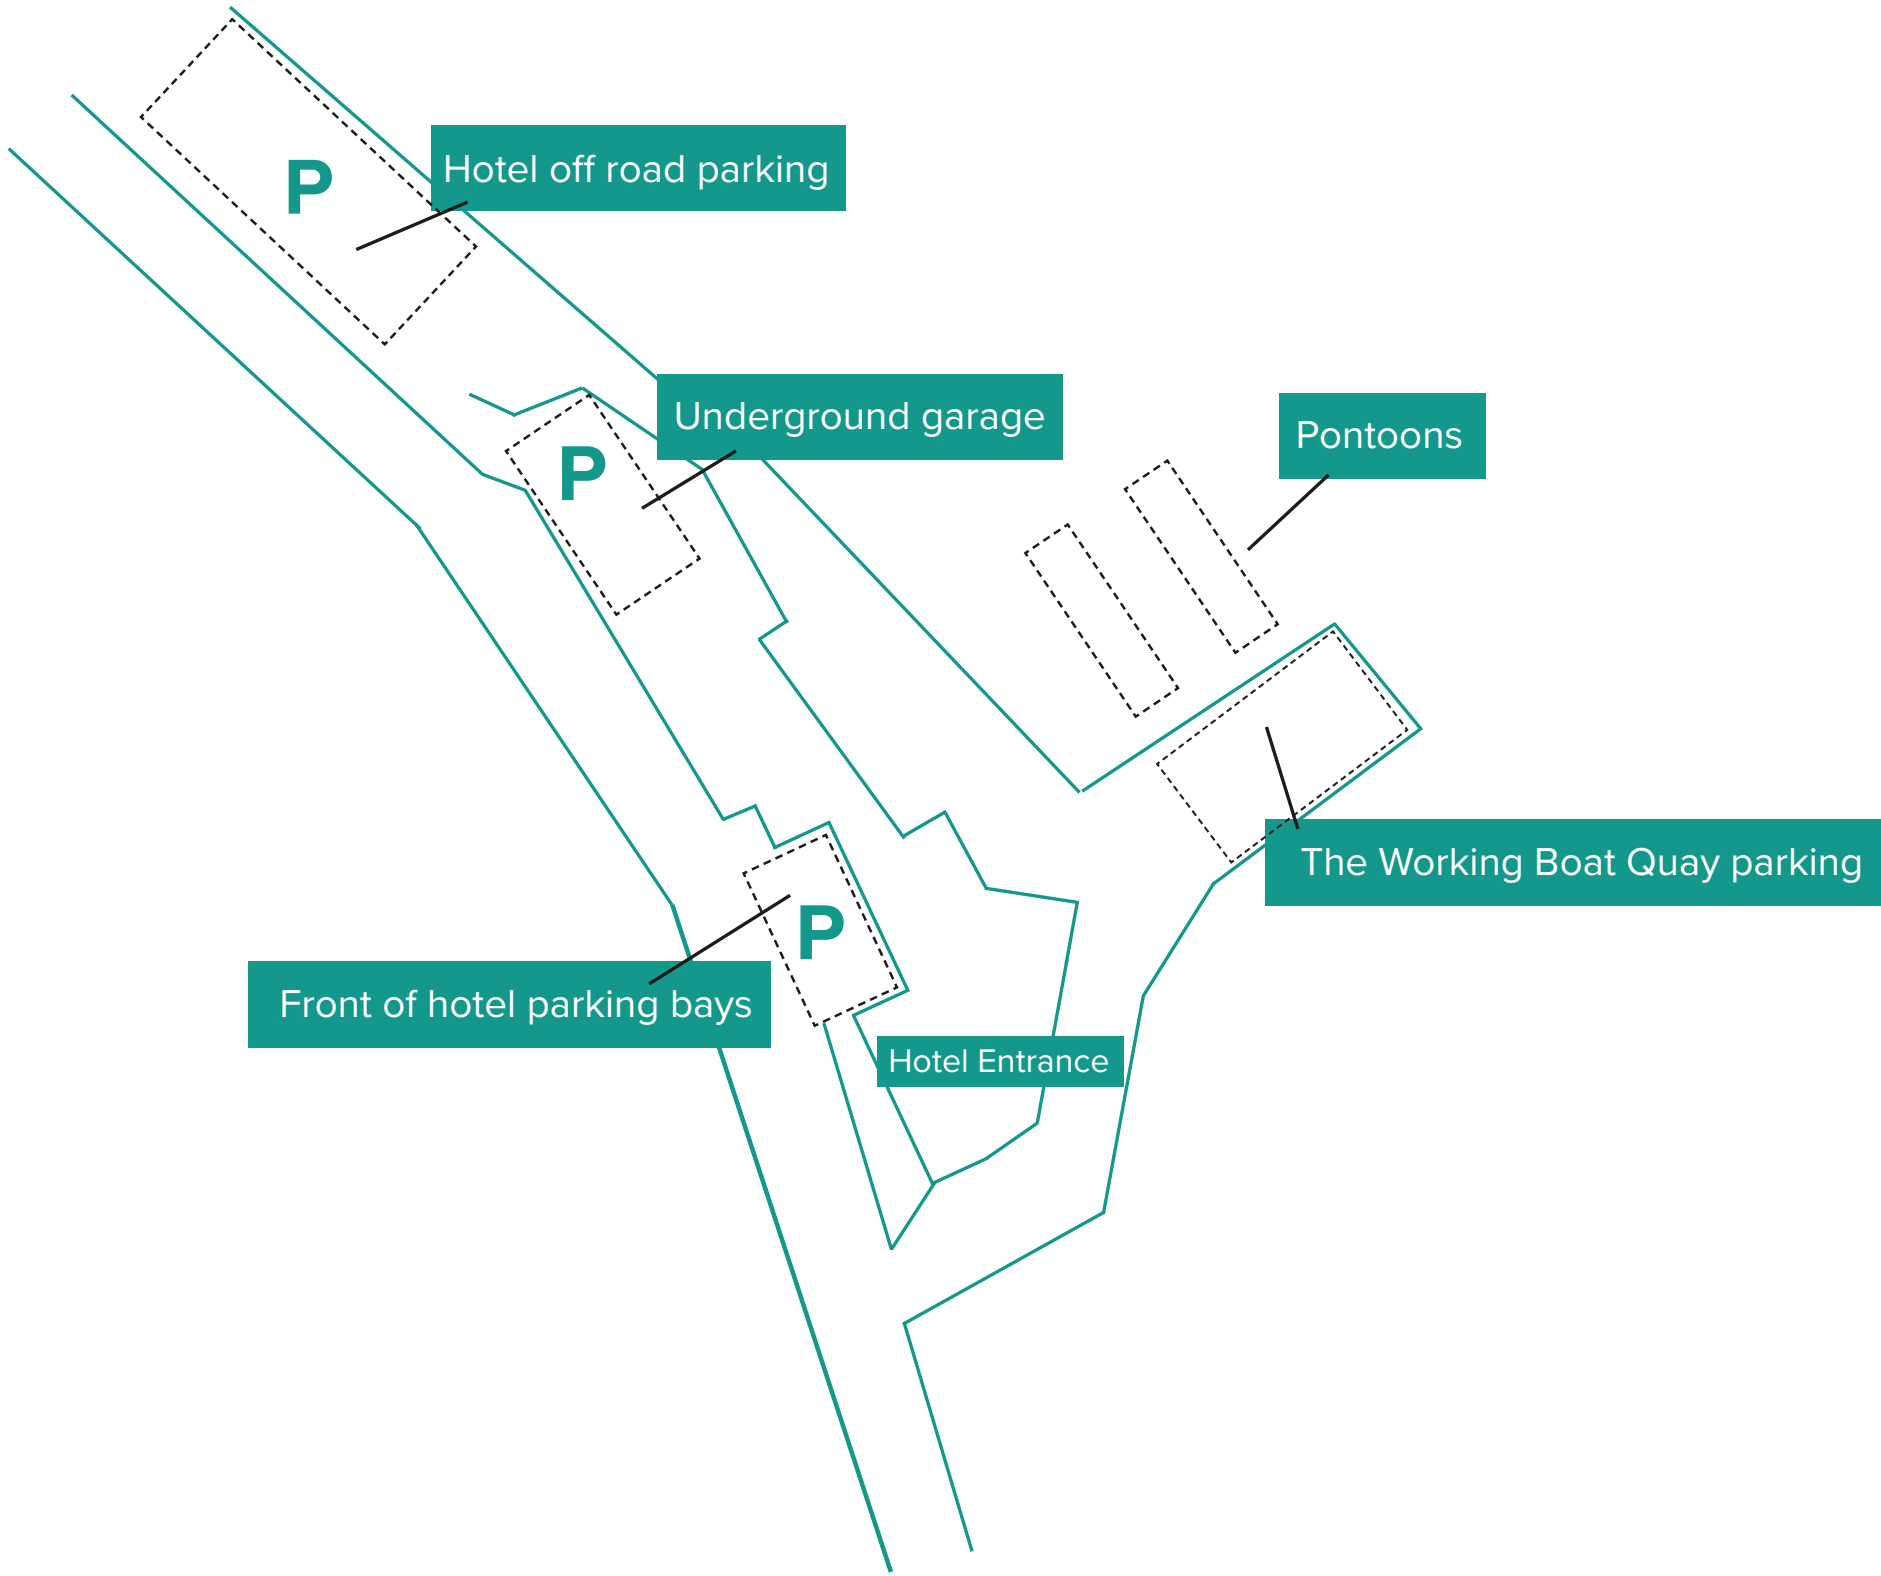 Hotel off road parking
P
Underground garage
Pontoons
P
The Working Boat Quay parking
P
Front of hotel parking bays
Hotel Entrance